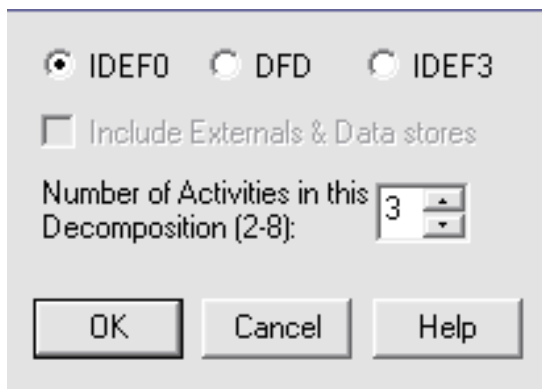 IDEF0 DFD IDEF3
Include Externals & Data stores
Number of Activities in this
Decomposition (2-8):
3
OK Cancel Help